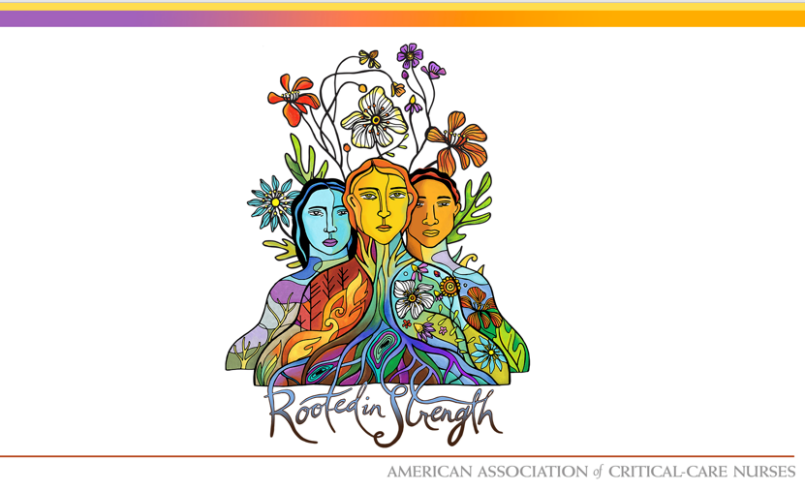 Rooted in Strength
AMERICAN ASSOCIATION of CRITICAL-CARE NURSES